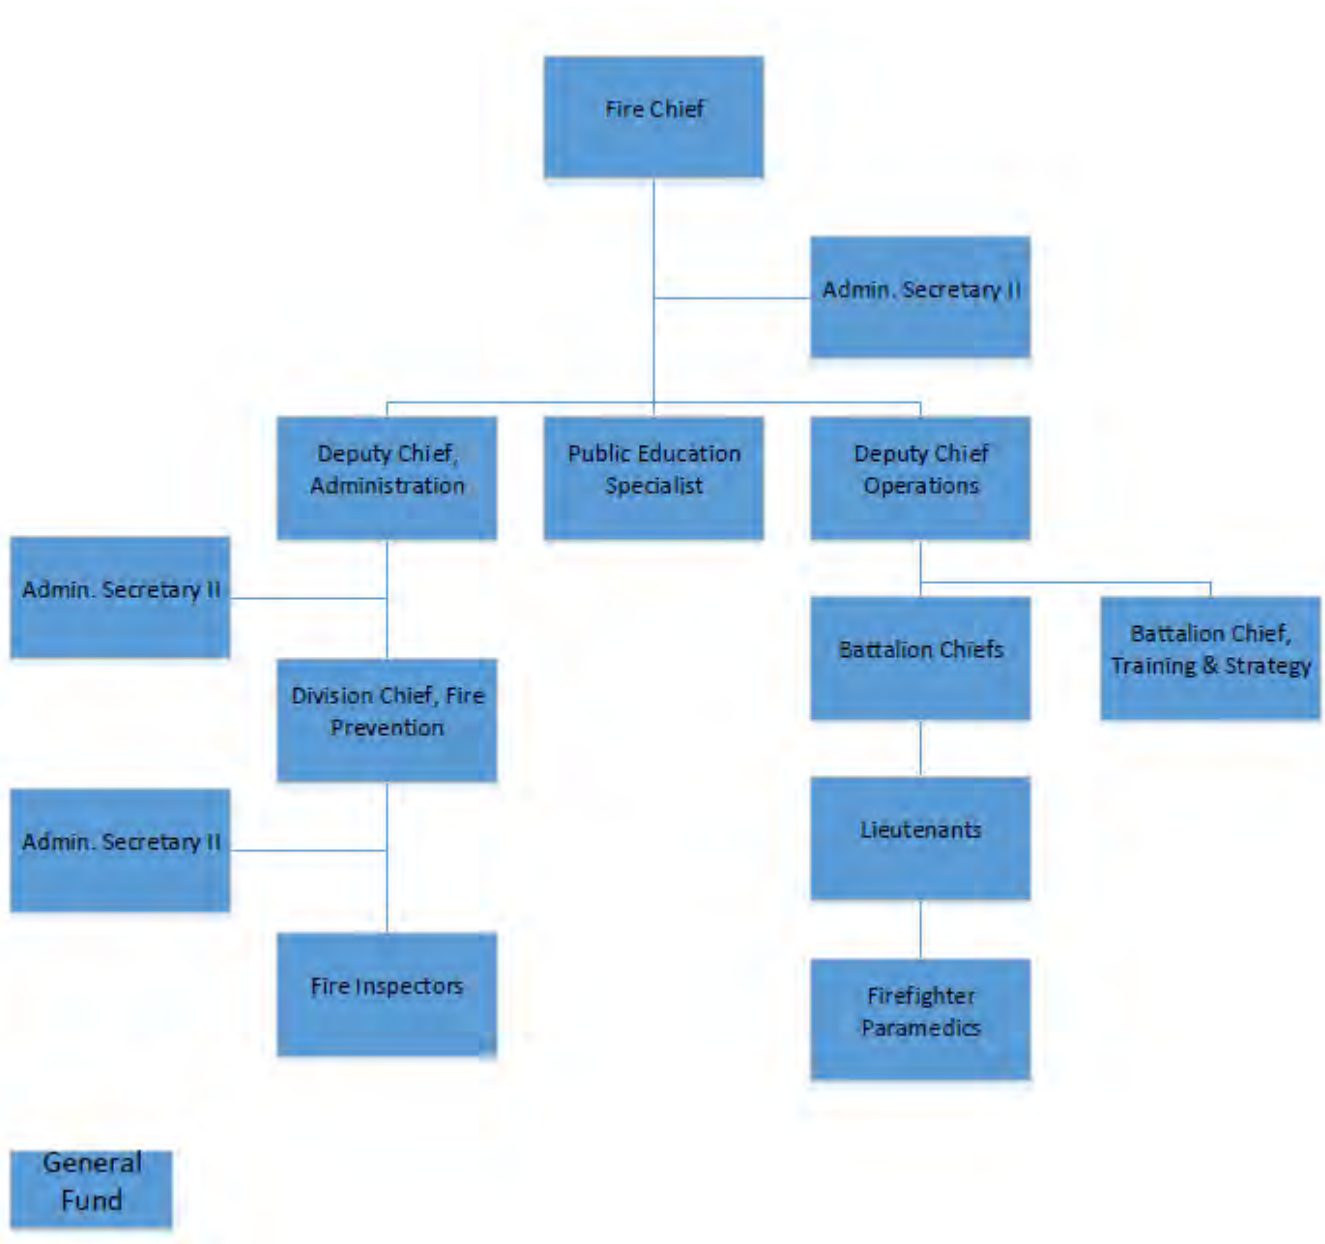 Fire Chief
Admin. Secretary II
Deputy Chief,
Administration
Public Education
Specialist
Deputy Chief
Operations
Admin. Secretary II
Battalion Chiefs
Battalion Chief,
Training & Strategy
Division Chief, Fire
Prevention
Admin. Secretary II
Lieutenants
Fire Inspectors
Firefighter
Paramedics
General
Fund